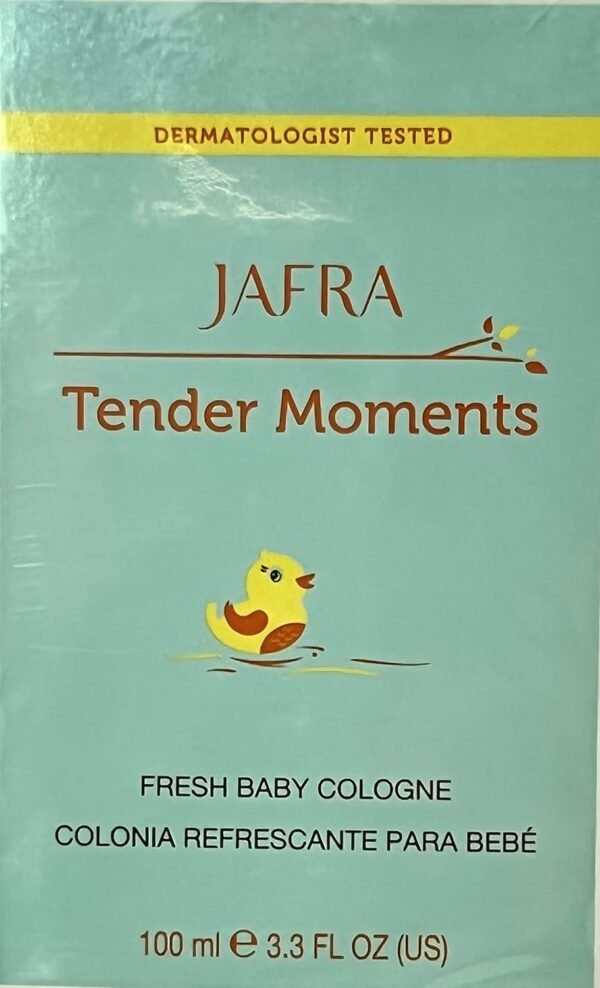 DERMATOLOGIST TESTED
JAFRA
Tender Moments
FRESH BABY COLOGNE
COLONIA REFRESCANTE PARA BEBÉ
100 ml ℮ 3.3 FL OZ (US)